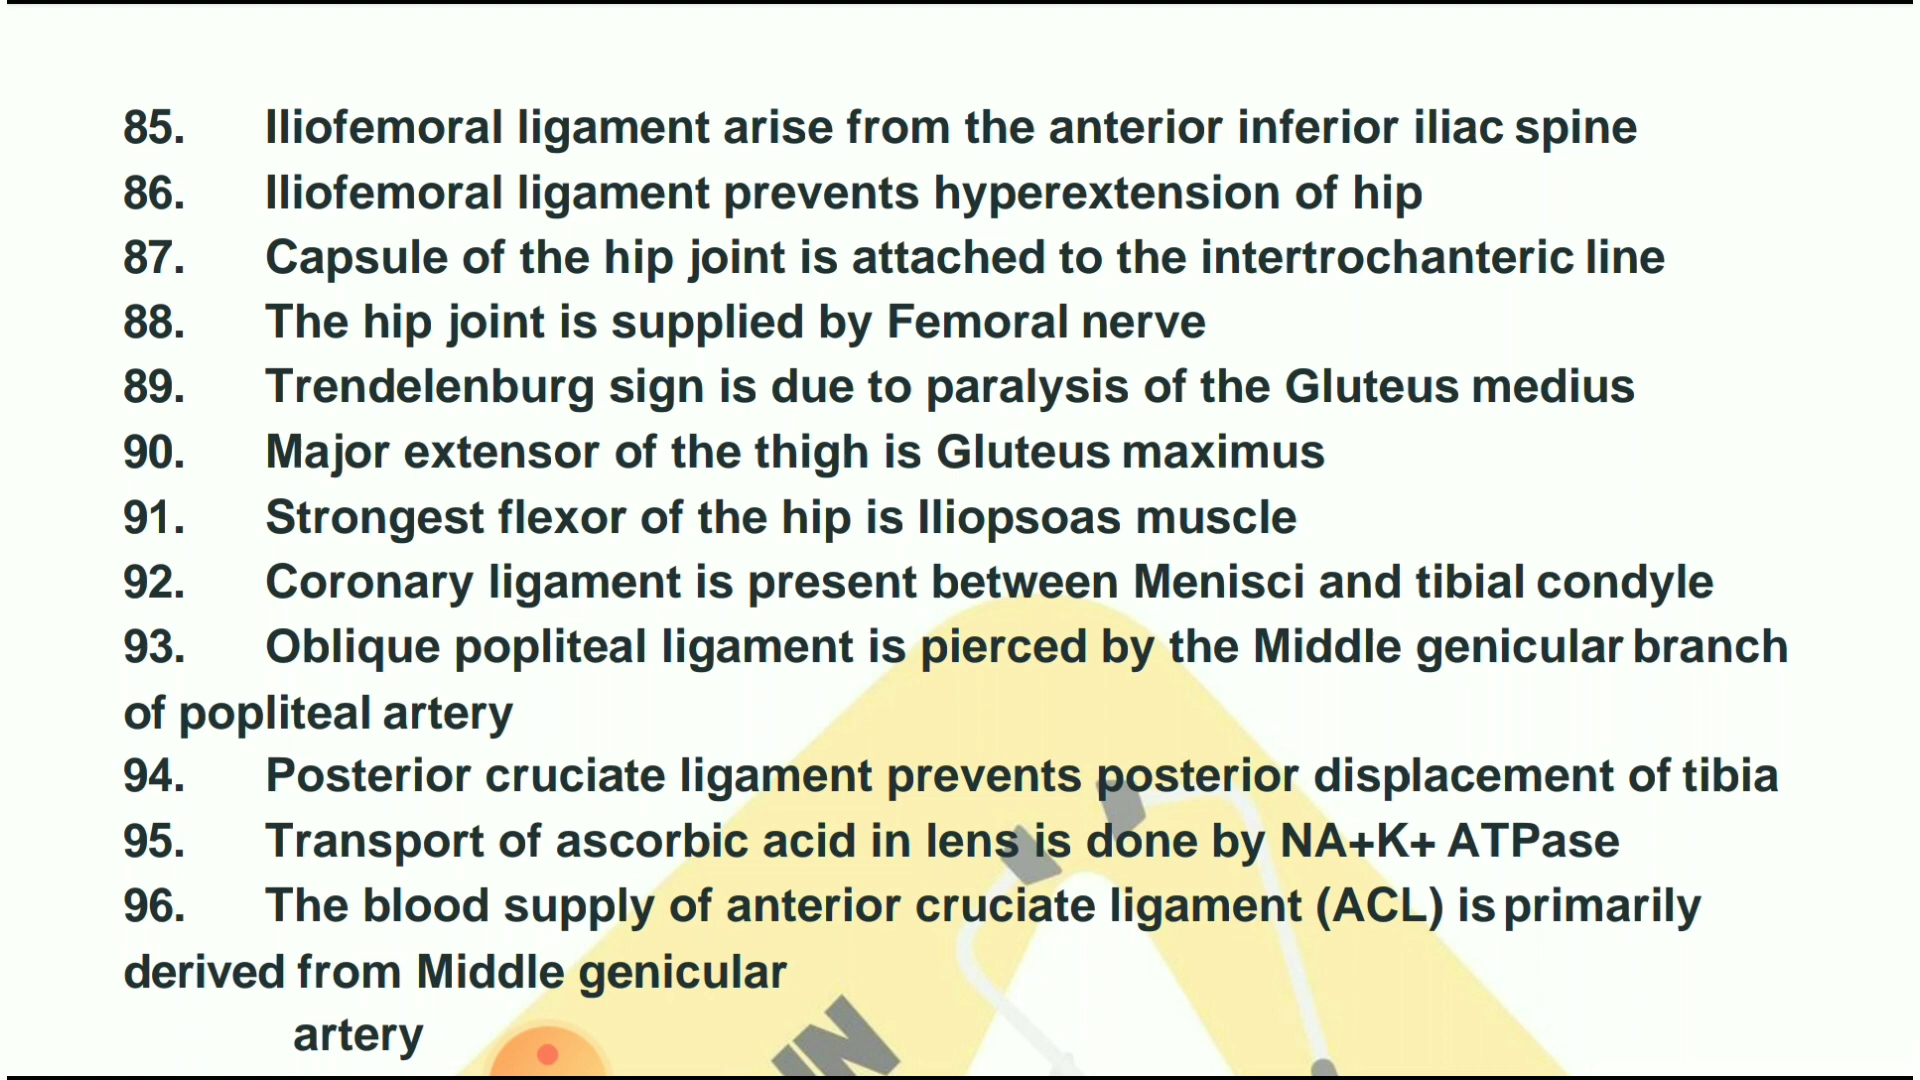 85. Iliofemoral ligament arise from the anterior inferior iliac spine
86. Iliofemoral ligament prevents hyperextension of hip
87. Capsule of the hip joint is attached to the intertrochanteric line
88. The hip joint is supplied by Femoral nerve
89. Trendelenburg sign is due to paralysis of the Gluteus medius
90. Major extensor of the thigh is Gluteus maximus
91. Strongest flexor of the hip is Iliopsoas muscle
92. Coronary ligament is present between Menisci and tibial condyle
93. Oblique popliteal ligament is pierced by the Middle genicular branch
of popliteal artery
94. Posterior cruciate ligament prevents posterior displacement of tibia
95. Transport of ascorbic acid in lens is done by NA+K+ ATPase
96. The blood supply of anterior cruciate ligament (ACL) is primarily
derived from Middle genicular
artery
IN